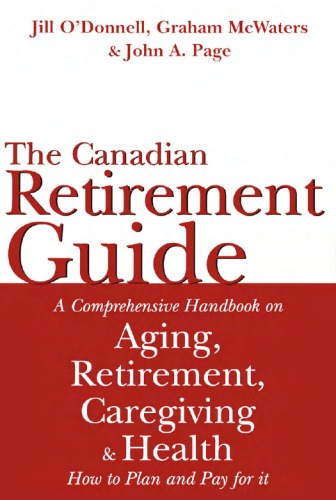 Jill O'Donnell, Graham McWaters
& John A. Page
The Canadian
Retirement
Guide
A Comprehensive Handbook on
Aging,
Retirement,
Caregiving
& Health
How to Plan and Pay for it